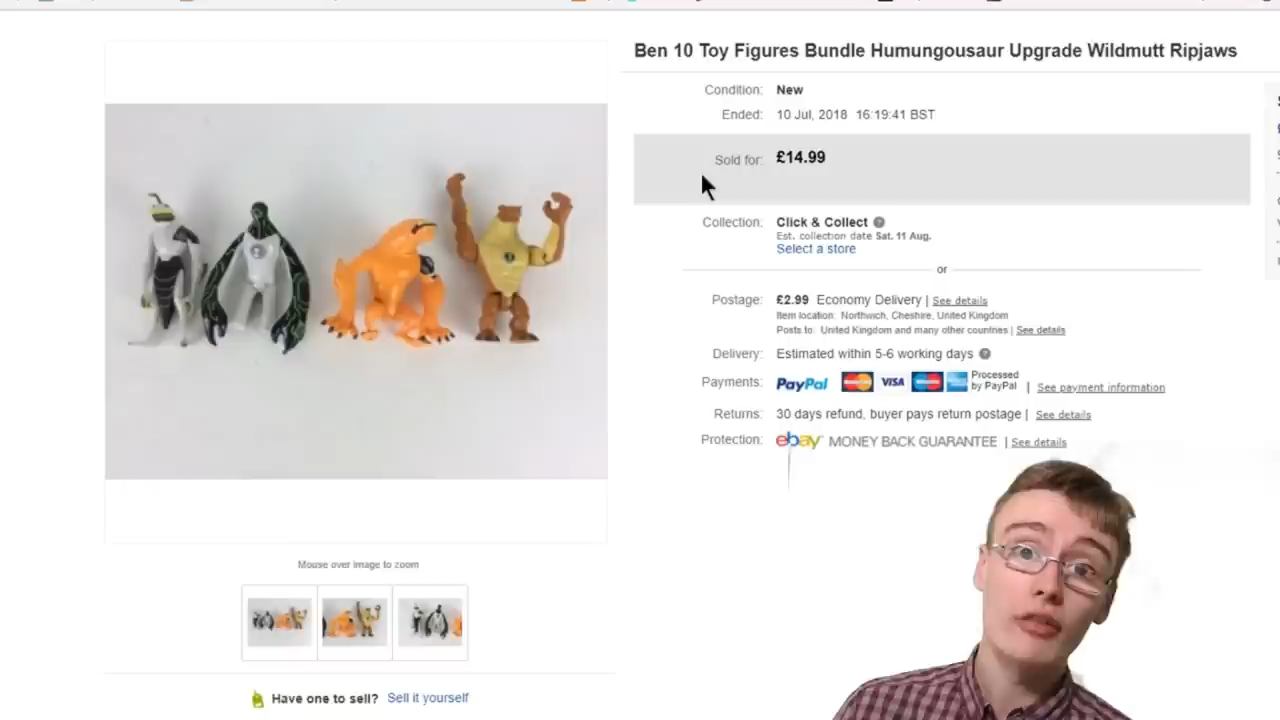 Ben 10 Toy Figures Bundle Humungousaur Upgrade Wildmutt Ripjaws
Condition: New
Ended: 10 Jul, 2018 16:19:41 BST
Sold for: £14.99
Collection: Click & Collect
Est. collection date Sat. 11 Aug.
Select a store
or
Postage: £2.99 Economy Delivery | See details
Item location: Northwich, Cheshire, United Kingdom
Posts to: United Kingdom and many other countries | See details
Delivery: Estimated within 5-6 working days
Payments: PayPal MasterCard VISA Maestro AMEX Processed by PayPal | See payment information
Returns: 30 days refund, buyer pays return postage | See details
Protection: ebay MONEY BACK GUARANTEE | See details
Mouse over image to zoom
Have one to sell? Sell it yourself